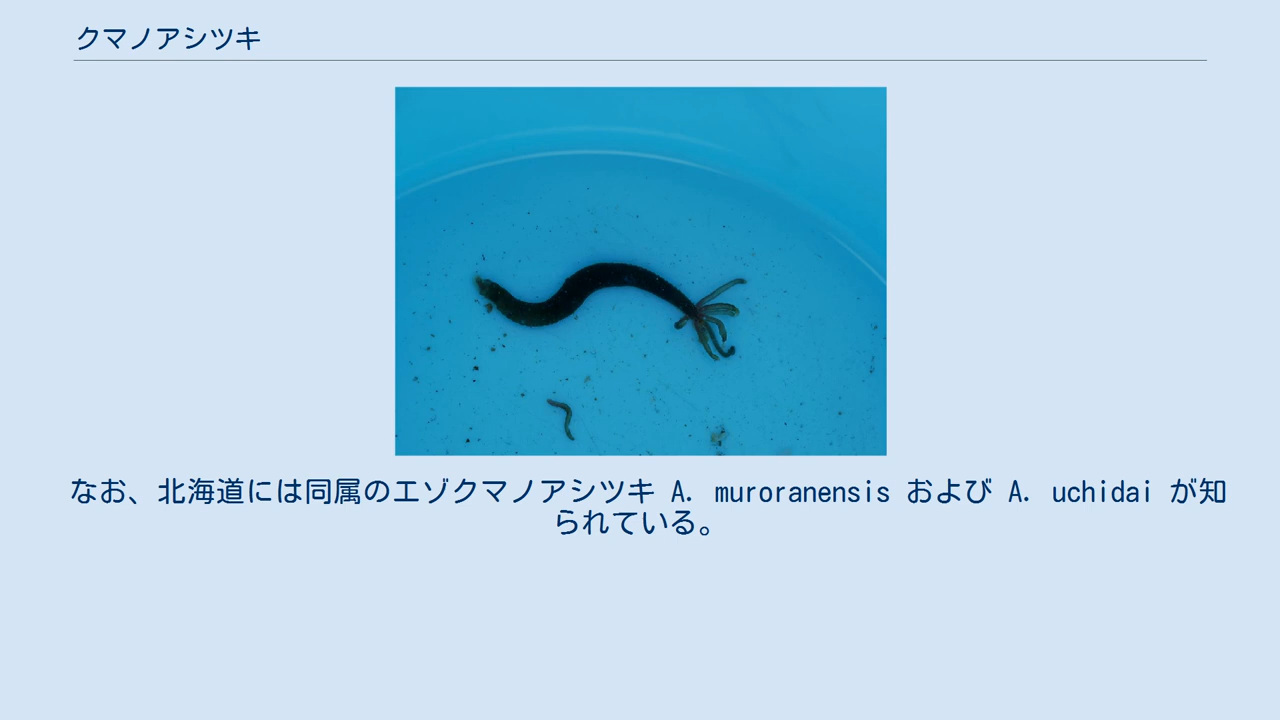 クマノアシツキ
なお、北海道には同属のエゾクマノアシツキ A. muroranensis および A. uchidai が知
られている。